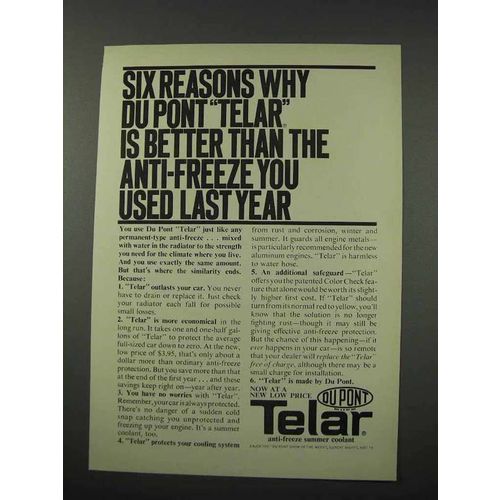 SIX REASONS WHY
DU PONT "TELAR"®
IS BETTER THAN THE
ANTI-FREEZE YOU
USED LAST YEAR
You use Du Pont "Telar" just like any
permanent-type anti-freeze . . . mixed
with water in the radiator to the strength
you need for the climate where you live.
And you use exactly the same amount.
But that's where the similarity ends.
Because:
1. "Telar" outlasts your car. You never
have to drain or replace it. Just check
your radiator each fall for possible
small losses.
2. "Telar" is more economical in the
long run. It takes one and one-half gal-
lons of "Telar" to protect the average
full-sized car down to zero. At the new,
low price of $3.95, that's only about a
dollar more than ordinary anti-freeze
protection. But you save more than that
at the end of the first year . . . and these
savings keep right on—year after year.
3. You have no worries with "Telar".
Remember, your car is always protected.
There's no danger of a sudden cold
snap catching you unprotected and
freezing up your engine. It's a summer
coolant, too.
4. "Telar" protects your cooling system
from rust and corrosion, winter and
summer. It guards all engine metals—
is particularly recommended for the new
aluminum engines. "Telar" is harmless
to water hose.
5. An additional safeguard—"Telar"
offers you the patented Color Check fea-
ture that alone would be worth its slight-
ly higher first cost. If "Telar" should
turn from its normal red to yellow, you'll
know that the solution is no longer
fighting rust—though it may still be
giving effective anti-freeze protection.
But the chance of this happening—if it
ever happens in your car—is so remote
that your dealer will replace the "Telar"
free of charge, although there may be a
small charge for installation.
6. "Telar" is made by Du Pont.
NOW AT A
NEW LOW PRICE
DU PONT
Telar®
anti-freeze summer coolant